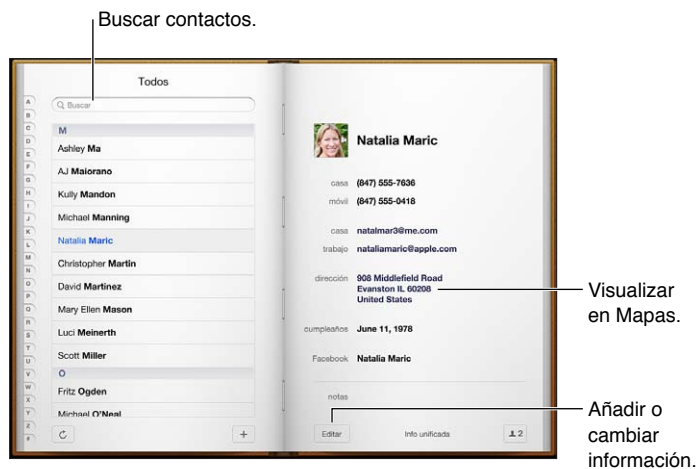 Buscar contactos.
Todos
Buscar
A
B
C
D
E
F
G
H
I
J
K
L
M
N
O
P
Q
R
S
T
U
V
W
X
Y
Z
#
M
Ashley Ma
AJ Maiorano
Kully Mandon
Michael Manning
Natalia Maric
Christopher Martin
David Martinez
Mary Ellen Mason
Luci Meinerth
Scott Miller
O
Fritz Ogden
Michael O'Neal
Natalia Maric
casa (847) 555-7636
móvil (847) 555-0418
casa natalmar3@me.com
trabajo nataliamaric@apple.com
dirección 908 Middlefield Road
Evanston IL 60208
United States
cumpleaños June 11, 1978
Facebook Natalia Maric
notas
Editar Info unificada 2
Visualizar
en Mapas.
Añadir o
cambiar
información.